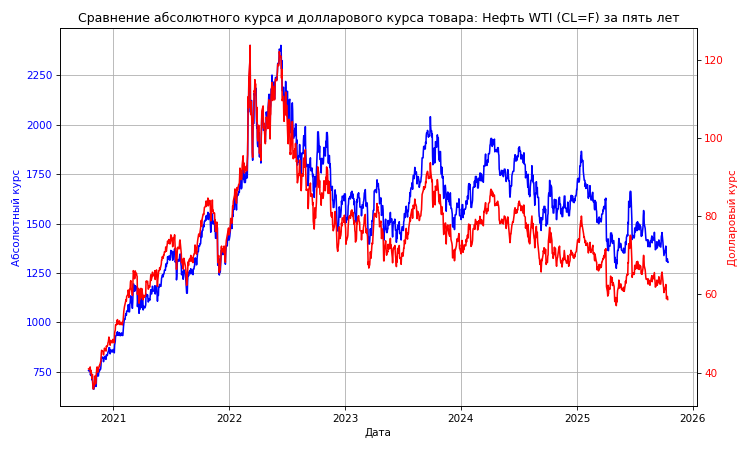 Сравнение абсолютного курса и долларового курса товара: Нефть WTI (CL=F) за пять лет
2250
2000
1750
1500
1250
1000
750
Абсолютный курс
120
100
80
60
40
Долларовый курс
2021 2022 2023 2024 2025 2026
Дата